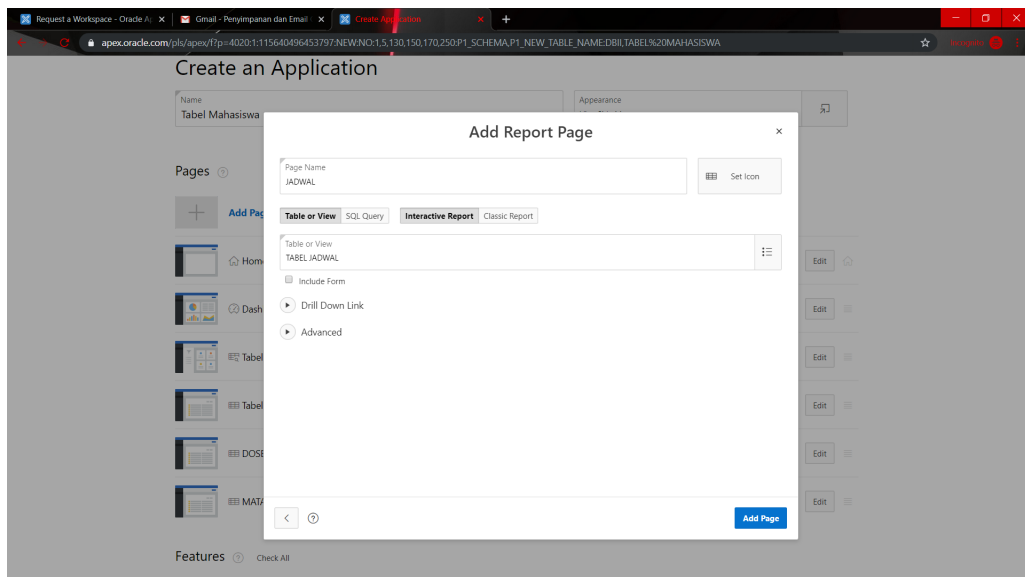 Request a Workspace - Oracle Ap
Gmail - Penyimpanan dan Email
Create Application
apex.oracle.com/pls/apex/f?p=4020:1:115640496453797:NEW:NO:1,5,130,150,170,250:P1_SCHEMA,P1_NEW_TABLE_NAME:DBII,TABEL%20MAHASISWA
Create an Application
Name
Tabel Mahasiswa
Appearance
Add Report Page
Page Name
JADWAL
Set Icon
Pages
Add Pag
Table or View SQL Query Interactive Report Classic Report
Table or View
TABEL JADWAL
Hom
Edit
Include Form
Drill Down Link
Dash
Edit
Advanced
Tabel
Edit
Tabel
Edit
DOSE
Edit
MATA
Edit
Add Page
Features Check All